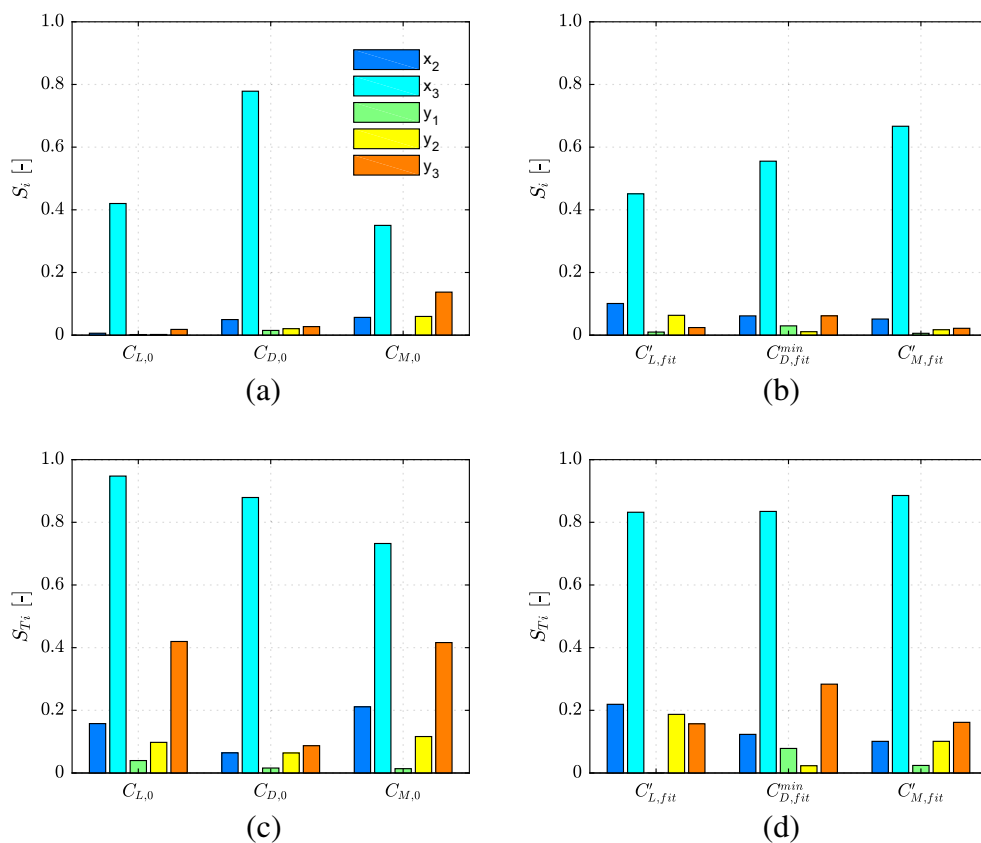 1.0
0.8
0.6
0.4
0.2
0
S_i [-]
C_{L,0} C_{D,0} C_{M,0}
x_2
x_3
y_1
y_2
y_3
(a)
1.0
0.8
0.6
0.4
0.2
0
S_i [-]
C'_{L,fit} C^{min}_{D,fit} C'_{M,fit}
(b)
1.0
0.8
0.6
0.4
0.2
0
S_{Ti} [-]
C_{L,0} C_{D,0} C_{M,0}
(c)
1.0
0.8
0.6
0.4
0.2
0
S_{Ti} [-]
C'_{L,fit} C^{min}_{D,fit} C'_{M,fit}
(d)